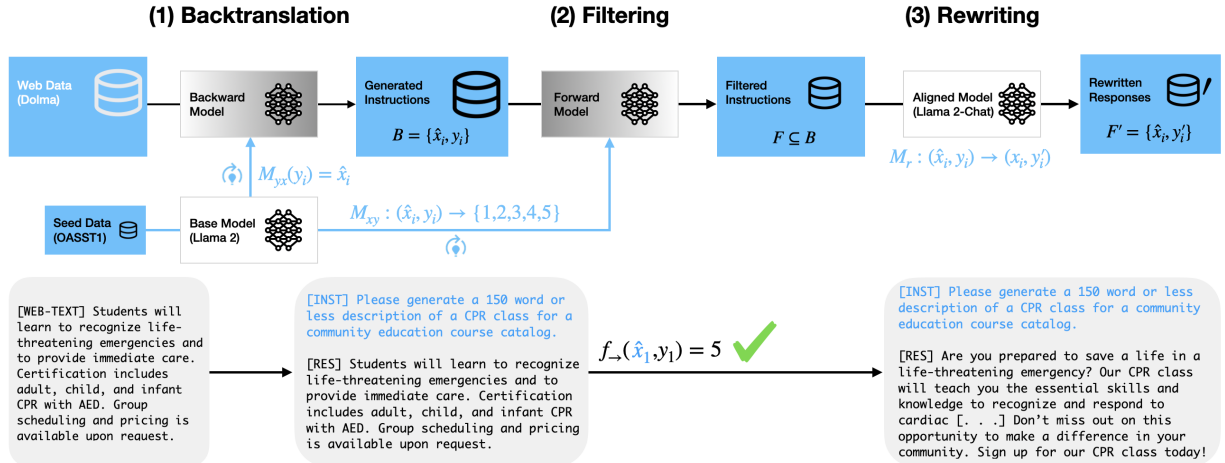 (1) Backtranslation
(2) Filtering
(3) Rewriting
Web Data
(Dolma)
Backward
Model
Generated
Instructions
B = {x̂ᵢ, yᵢ}
Forward
Model
Filtered
Instructions
F ⊆ B
Aligned Model
(Llama 2-Chat)
Rewritten
Responses
F′ = {x̂ᵢ, yᵢ′}
Mᵧₓ(yᵢ) = x̂ᵢ
Mᵣ : (x̂ᵢ, yᵢ) → (xᵢ, yᵢ′)
Seed Data
(OASST1)
Base Model
(Llama 2)
Mₓᵧ : (x̂ᵢ, yᵢ) → {1,2,3,4,5}
[WEB-TEXT] Students will
learn to recognize life-
threatening emergencies and
to provide immediate care.
Certification includes
adult, child, and infant
CPR with AED. Group
scheduling and pricing is
available upon request.
[INST] Please generate a 150 word or
less description of a CPR class for a
community education course catalog.
[RES] Students will learn to recognize
life-threatening emergencies and to
provide immediate care. Certification
includes adult, child, and infant CPR
with AED. Group scheduling and pricing
is available upon request.
f→(x̂₁,y₁) = 5
[INST] Please generate a 150 word or
less description of a CPR class for a community
education course catalog.
[RES] Are you prepared to save a life in a
life-threatening emergency? Our CPR class
will teach you the essential skills and
knowledge to recognize and respond to
cardiac [. . .] Don’t miss out on this
opportunity to make a difference in your
community. Sign up for our CPR class today!